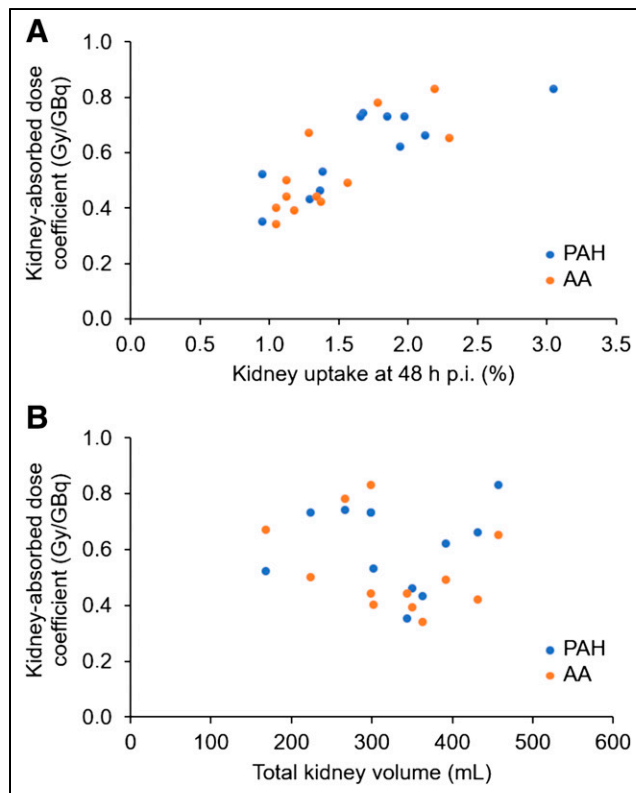 A
Kidney-absorbed dose
coefficient (Gy/GBq)
1.0
0.8
0.6
0.4
0.2
0.0
PAH
AA
0.0 0.5 1.0 1.5 2.0 2.5 3.0 3.5
Kidney uptake at 48 h p.i. (%)
B
Kidney-absorbed dose
coefficient (Gy/GBq)
1.0
0.8
0.6
0.4
0.2
0.0
PAH
AA
0 100 200 300 400 500 600
Total kidney volume (mL)